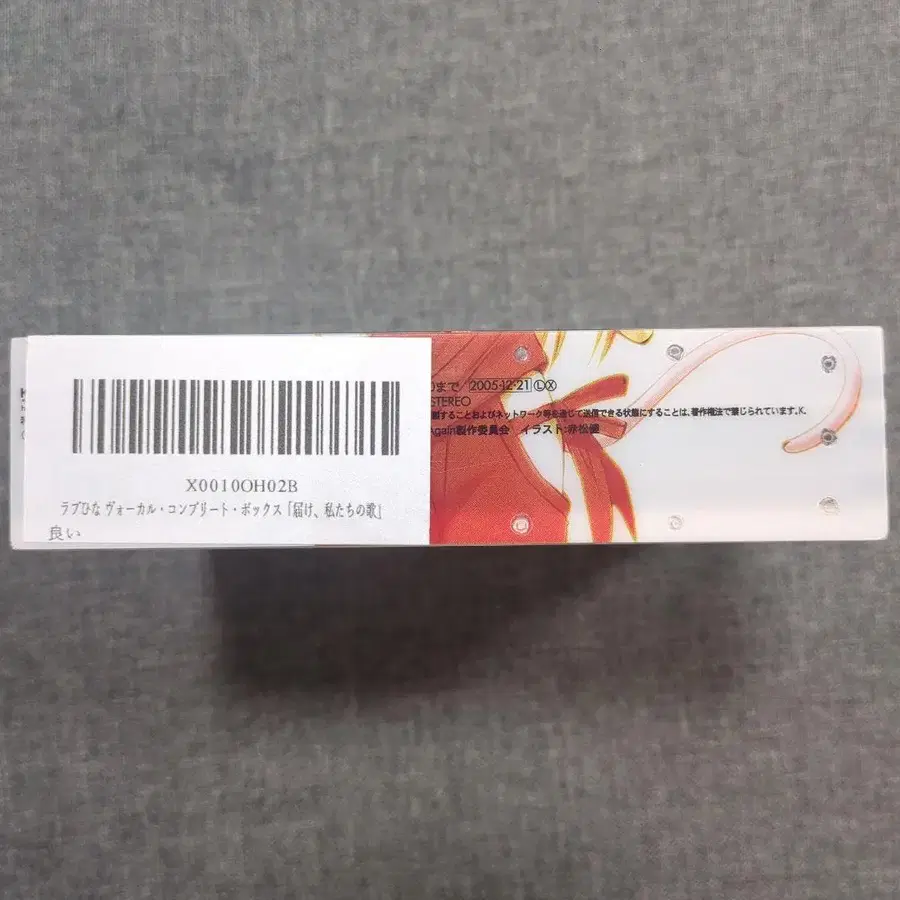 X0010OH02B
ラブひな ヴォーカル・コンプリート・ボックス「届け、私たちの歌」
良い
まで 2005・12・21 Ⓛ Ⓧ
STEREO
することおよびネットワーク等を通じて送信できる状態にすることは、著作権法で禁じられています。K.
Again製作委員会 イラスト:赤松健